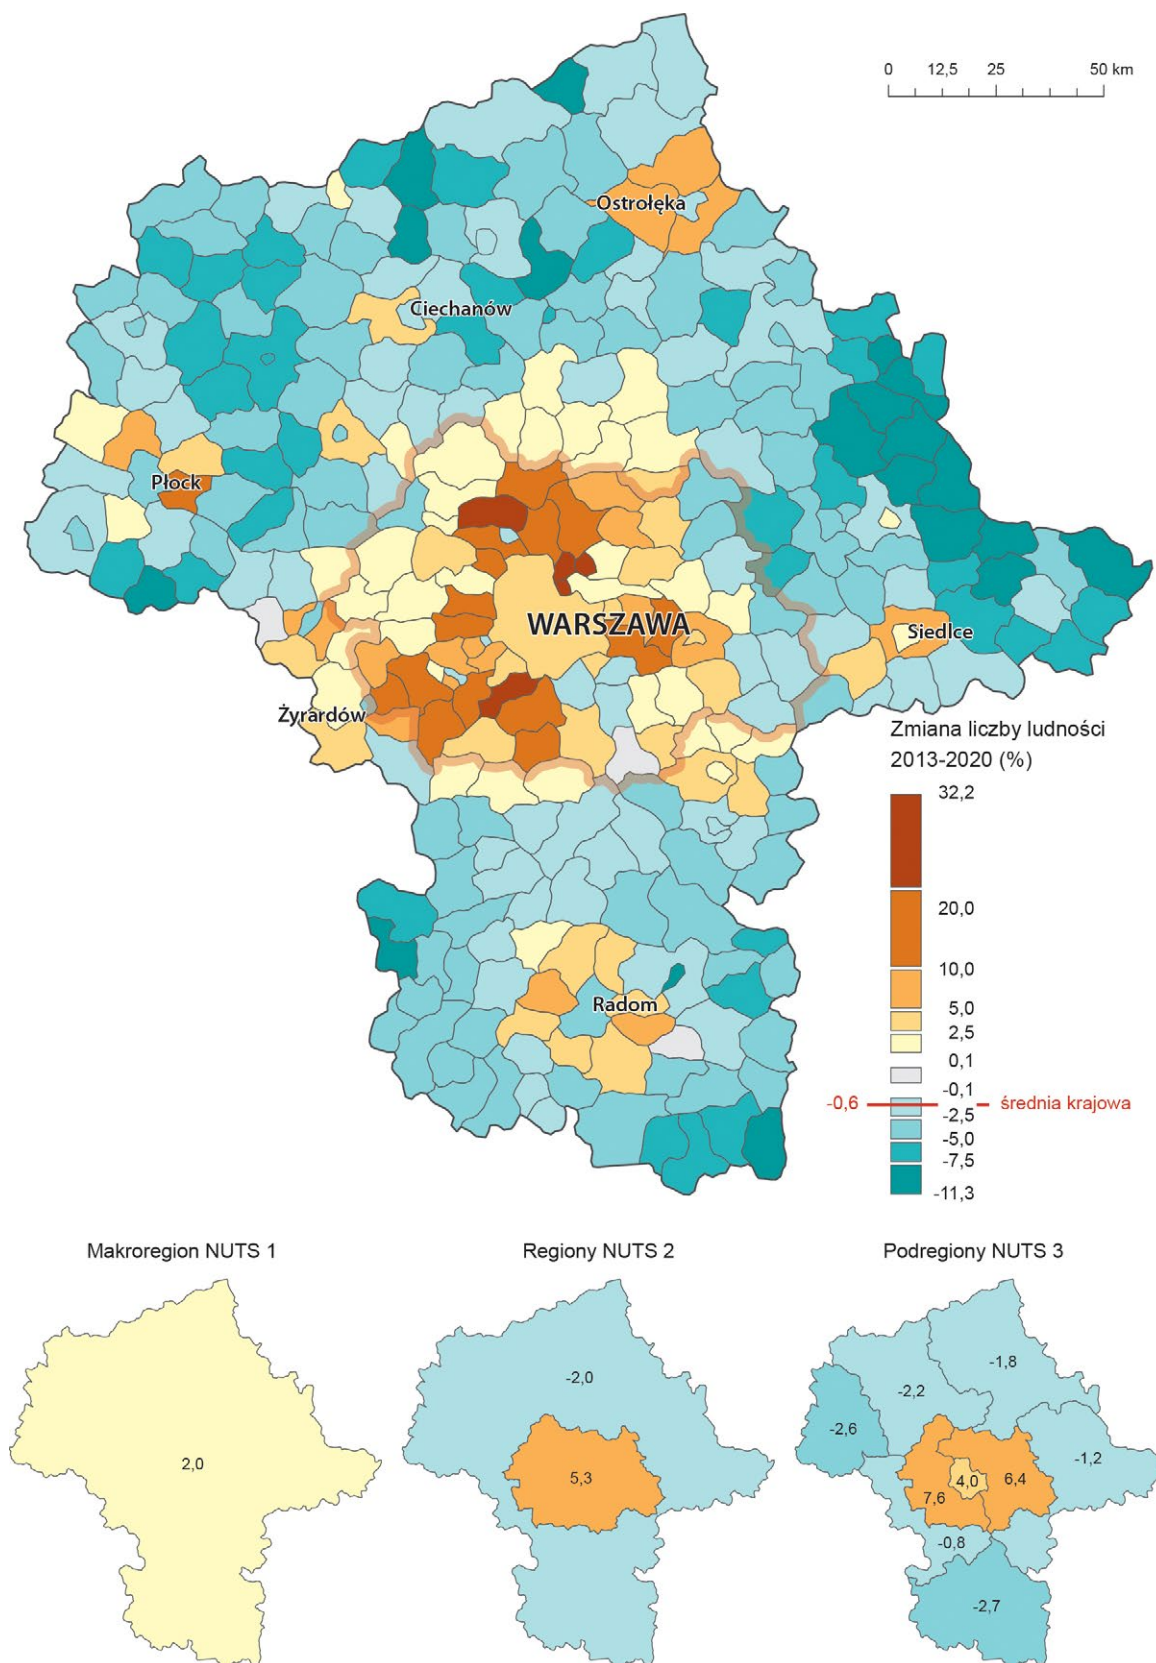 0 12,5 25 50 km
Ostrołęka
Ciechanów
Płock
WARSZAWA
Siedlce
Żyrardów
Radom
Zmiana liczby ludności
2013-2020 (%)
32,2
20,0
10,0
5,0
2,5
0,1
-0,1
-0,6 średnia krajowa
-2,5
-5,0
-7,5
-11,3
Makroregion NUTS 1
Regiony NUTS 2
Podregiony NUTS 3
2,0
-2,0
5,3
-1,8
-2,2
-2,6
-1,2
4,0
6,4
7,6
-0,8
-2,7